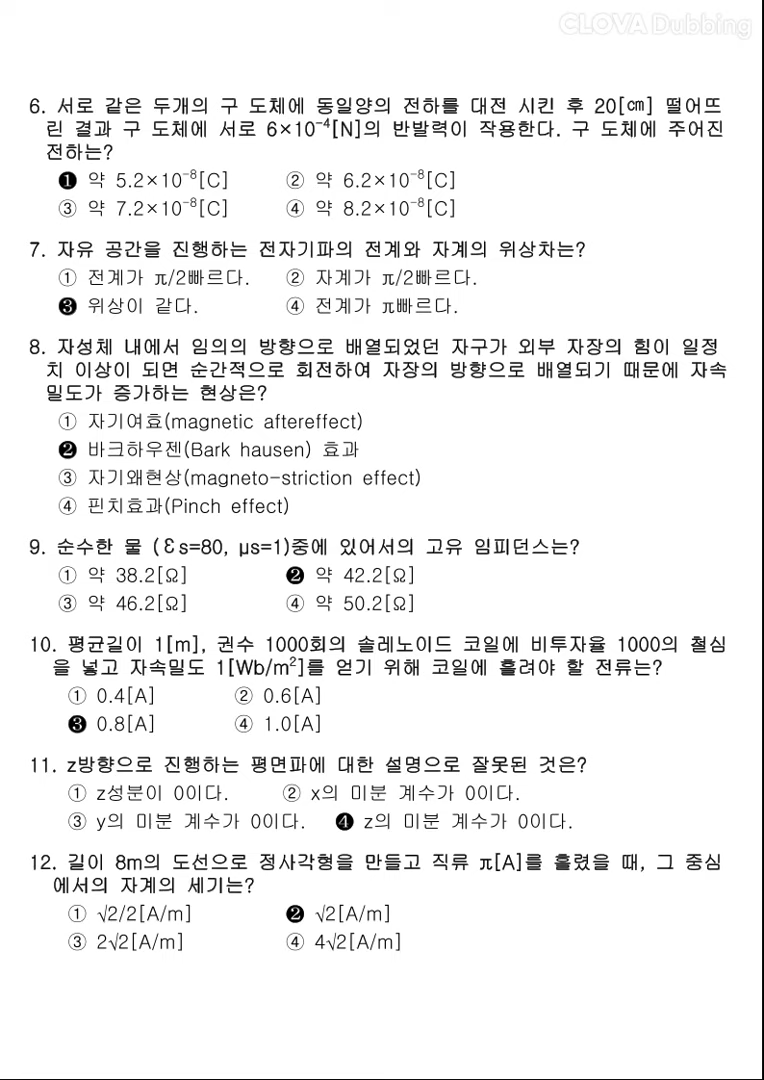 CLOVA Dubbing
6. 서로 같은 두개의 구 도체에 동일양의 전하를 대전 시킨 후 20[㎝] 떨어뜨
린 결과 구 도체에 서로 6×10⁻⁴[N]의 반발력이 작용한다. 구 도체에 주어진
전하는?
❶ 약 5.2×10⁻⁸[C] ② 약 6.2×10⁻⁸[C]
③ 약 7.2×10⁻⁸[C] ④ 약 8.2×10⁻⁸[C]
7. 자유 공간을 진행하는 전자기파의 전계와 자계의 위상차는?
① 전계가 π/2빠르다. ② 자계가 π/2빠르다.
❸ 위상이 같다. ④ 전계가 π빠르다.
8. 자성체 내에서 임의의 방향으로 배열되었던 자구가 외부 자장의 힘이 일정
치 이상이 되면 순간적으로 회전하여 자장의 방향으로 배열되기 때문에 자속
밀도가 증가하는 현상은?
① 자기여효(magnetic aftereffect)
❷ 바크하우젠(Bark hausen) 효과
③ 자기왜현상(magneto-striction effect)
④ 핀치효과(Pinch effect)
9. 순수한 물 (εs=80, μs=1)중에 있어서의 고유 임피던스는?
① 약 38.2[Ω] ❷ 약 42.2[Ω]
③ 약 46.2[Ω] ④ 약 50.2[Ω]
10. 평균길이 1[m], 권수 1000회의 솔레노이드 코일에 비투자율 1000의 철심
을 넣고 자속밀도 1[Wb/m²]를 얻기 위해 코일에 흘려야 할 전류는?
① 0.4[A] ② 0.6[A]
❸ 0.8[A] ④ 1.0[A]
11. z방향으로 진행하는 평면파에 대한 설명으로 잘못된 것은?
① z성분이 0이다. ② x의 미분 계수가 0이다.
③ y의 미분 계수가 0이다. ❹ z의 미분 계수가 0이다.
12. 길이 8m의 도선으로 정사각형을 만들고 직류 π[A]를 흘렸을 때, 그 중심
에서의 자계의 세기는?
① √2/2[A/m] ❷ √2[A/m]
③ 2√2[A/m] ④ 4√2[A/m]